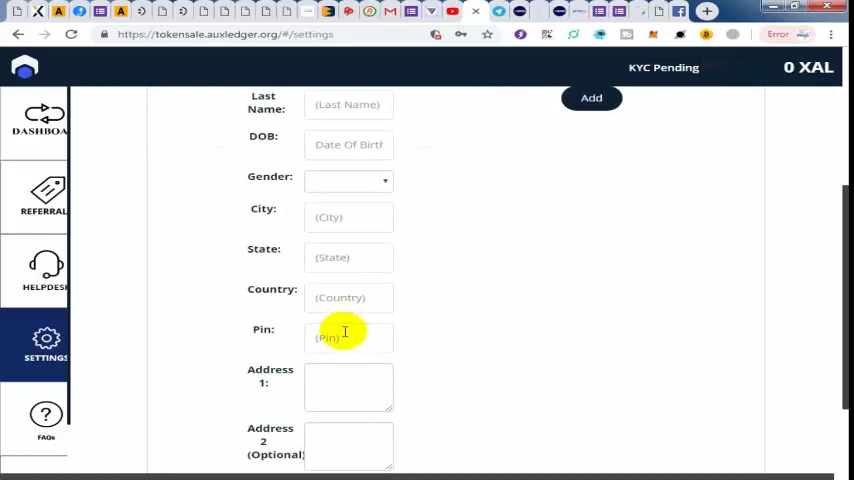 https://tokensale.auxledger.org/#/settings
Error
KYC Pending
0 XAL
DASHBOA
REFERRAL
HELPDES
SETTINGS
FAQs
Last
Name:
(Last Name)
Add
DOB:
Date Of Birth
Gender:
City:
(City)
State:
(State)
Country:
(Country)
Pin:
(Pin)
Address
1:
Address
2
(Optional)